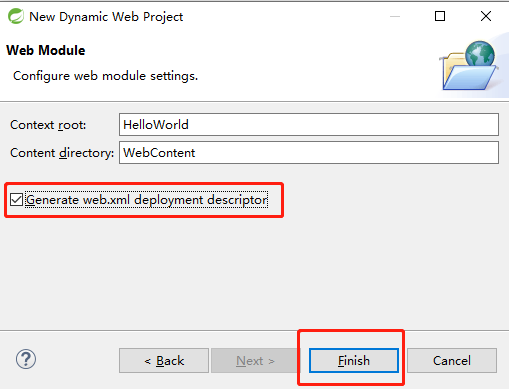 New Dynamic Web Project
Web Module
Configure web module settings.
Context root: HelloWorld
Content directory: WebContent
Generate web.xml deployment descriptor
? < Back Next > Finish Cancel